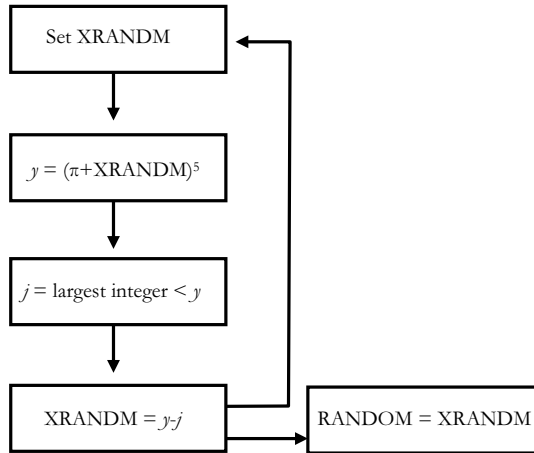 Set XRANDM
y = (π+XRANDM)⁵
j = largest integer < y
XRANDM = y-j
RANDOM = XRANDM